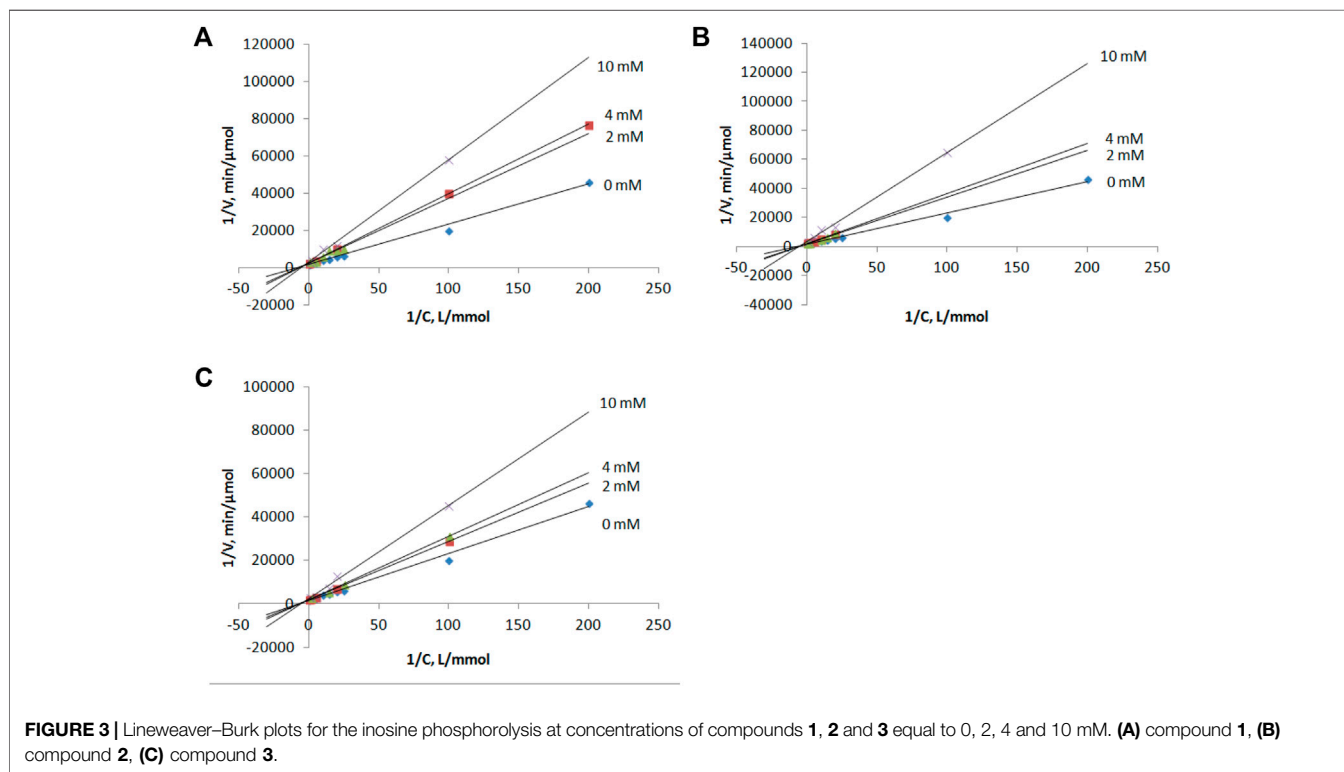 A
120000
100000
80000
60000
40000
20000
0
-20000
-50
0
50
100
150
200
250
10 mM
4 mM
2 mM
0 mM
1/V, min/µmol
1/C, L/mmol
B
140000
120000
100000
80000
60000
40000
20000
0
-20000
-40000
-50
0
50
100
150
200
250
10 mM
4 mM
2 mM
0 mM
1/V, min/µmol
1/C, L/mmol
C
100000
80000
60000
40000
20000
0
-20000
-50
0
50
100
150
200
250
10 mM
4 mM
2 mM
0 mM
1/V, min/µmol
1/C, L/mmol
FIGURE 3 | Lineweaver–Burk plots for the inosine phosphorolysis at concentrations of compounds 1, 2 and 3 equal to 0, 2, 4 and 10 mM. (A) compound 1, (B)
compound 2, (C) compound 3.